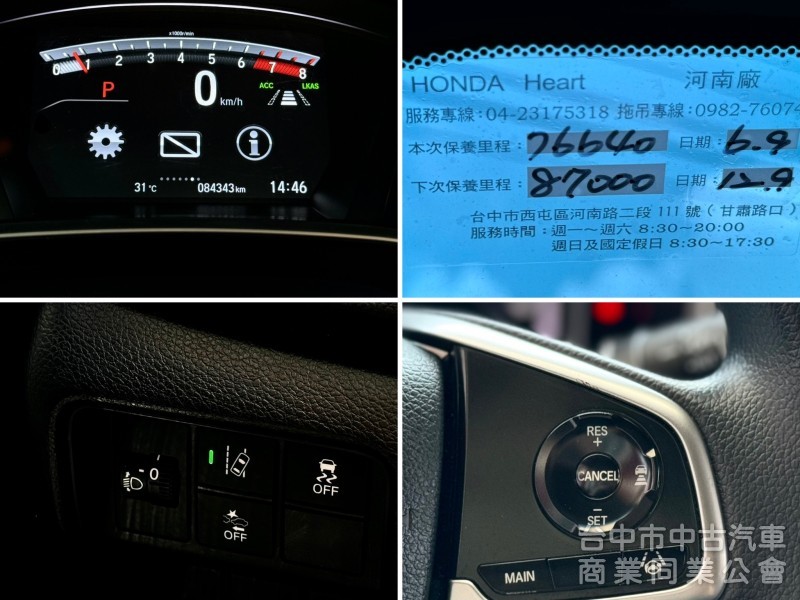 x1000r/min
0 1 2 3 4 5 6 7 8
P
0 km/h
ACC LKAS
31°C
084343 km
14:46
HONDA Heart 河南廠
服務專線:04-23175318 拖吊專線:0982-76074
本次保養里程: 76640 日期: 6.9
下次保養里程: 87000 日期: 12.9
台中市西屯區河南路二段 111 號 ( 甘肅路口 )
服務時間:週一～週六 8:30～20:00
週日及國定假日 8:30～17:30
0
OFF
OFF
RES
+
CANCEL
−
SET
MAIN
台中市中古汽車
商業同業公會